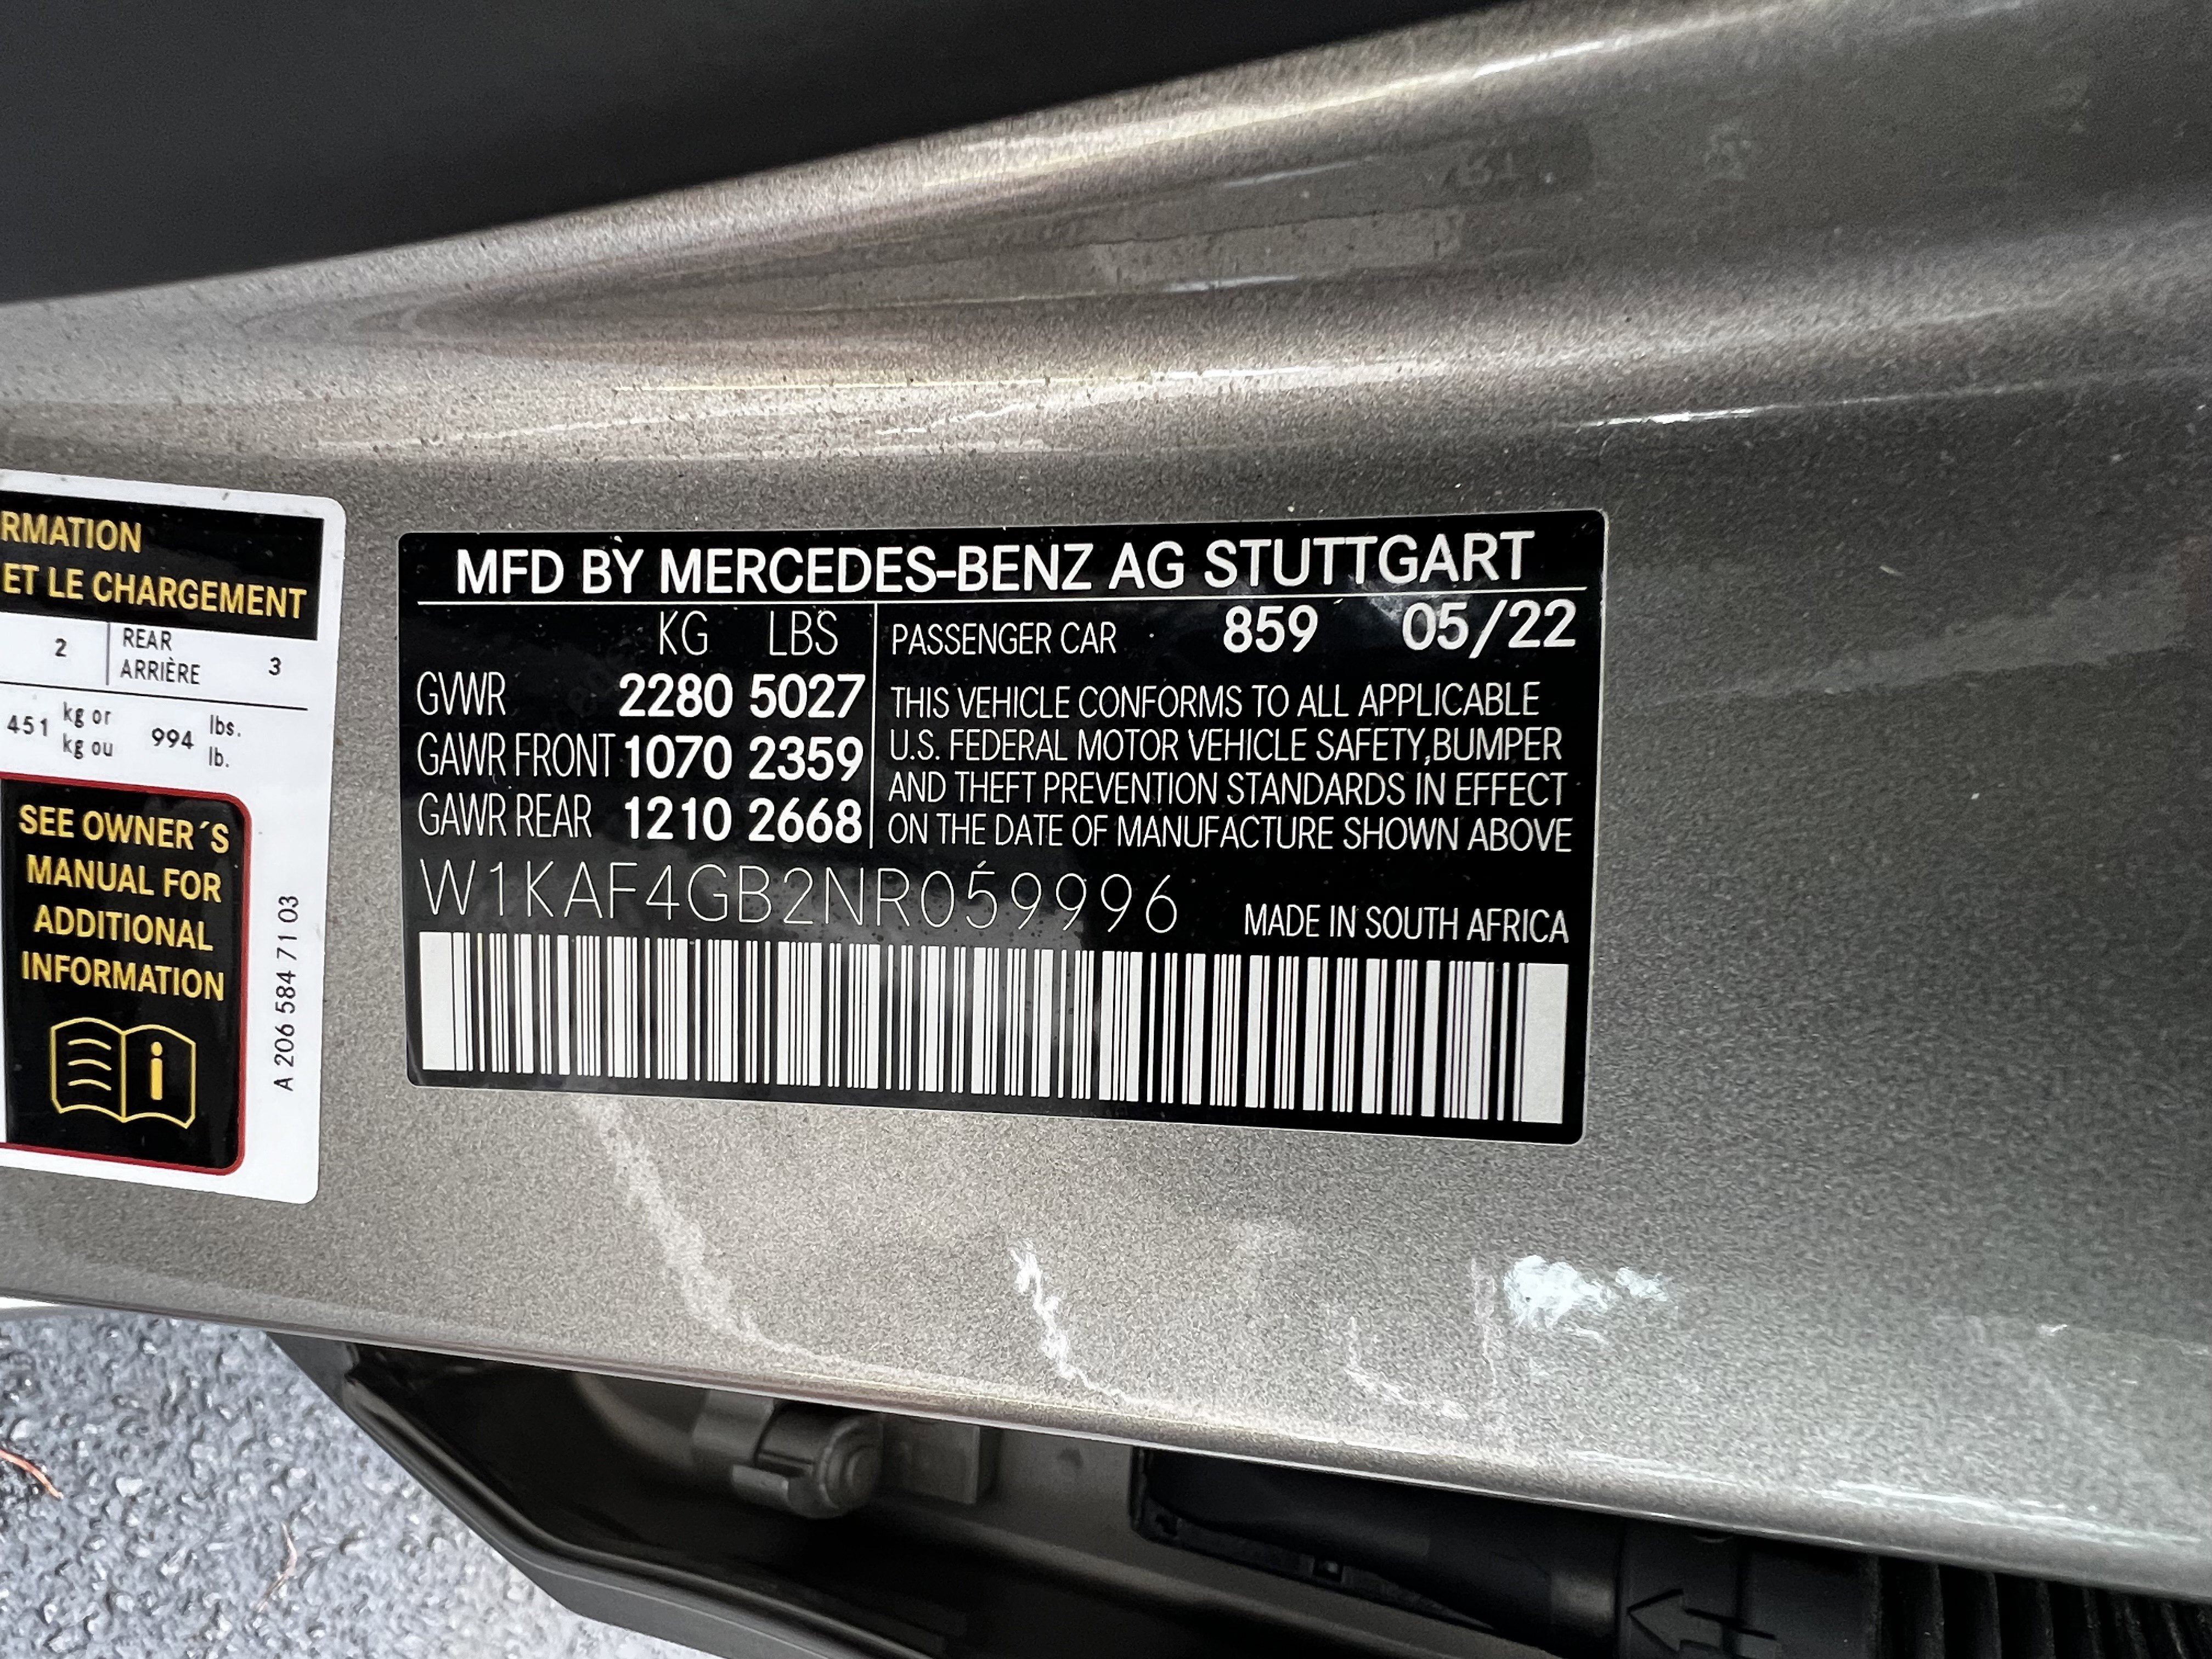 RMATION
ET LE CHARGEMENT
2 REAR
ARRIÈRE 3
451 kg or
kg ou 994 lbs.
lb.
SEE OWNER´S
MANUAL FOR
ADDITIONAL
INFORMATION
A 206 584 71 03
MFD BY MERCEDES-BENZ AG STUTTGART
KG LBS
GVWR 2280 5027
GAWR FRONT 1070 2359
GAWR REAR 1210 2668
PASSENGER CAR 859 05/22
THIS VEHICLE CONFORMS TO ALL APPLICABLE
U.S. FEDERAL MOTOR VEHICLE SAFETY,BUMPER
AND THEFT PREVENTION STANDARDS IN EFFECT
ON THE DATE OF MANUFACTURE SHOWN ABOVE
W1KAF4GB2NR059996
MADE IN SOUTH AFRICA